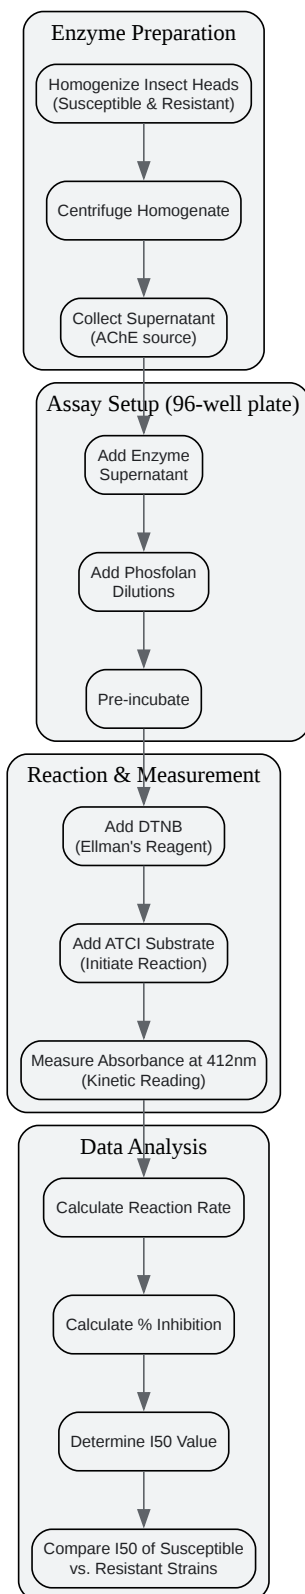 Enzyme Preparation
Homogenize Insect Heads
(Susceptible & Resistant)
Centrifuge Homogenate
Collect Supernatant
(AChE source)
Assay Setup (96-well plate)
Add Enzyme
Supernatant
Add Phosfolan
Dilutions
Pre-incubate
Reaction & Measurement
Add DTNB
(Ellman's Reagent)
Add ATCI Substrate
(Initiate Reaction)
Measure Absorbance at 412nm
(Kinetic Reading)
Data Analysis
Calculate Reaction Rate
Calculate % Inhibition
Determine I50 Value
Compare I50 of Susceptible
vs. Resistant Strains